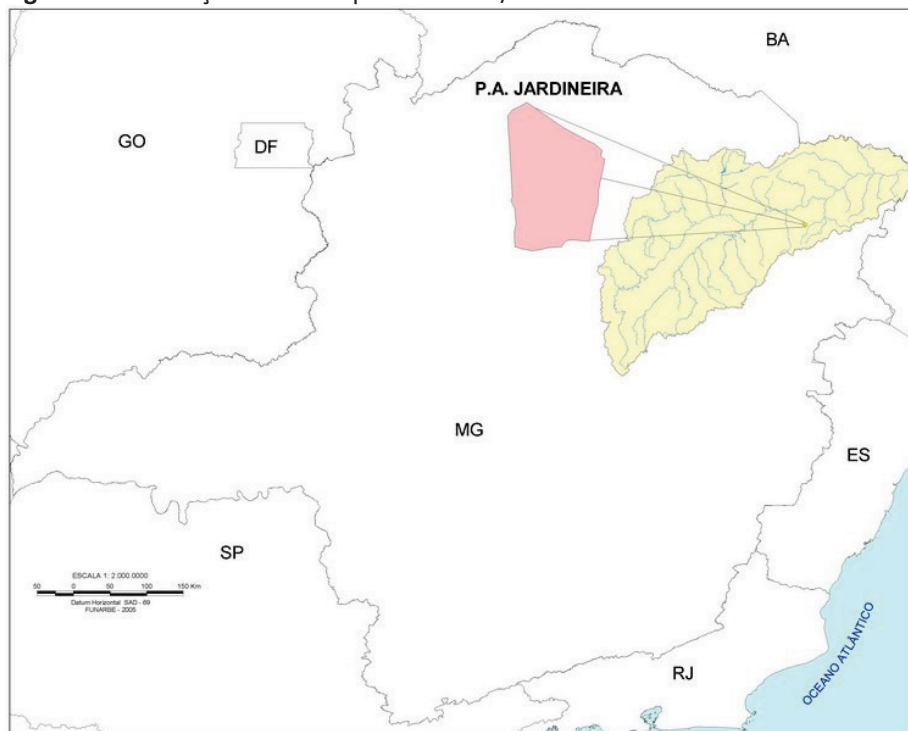 BA
P.A. JARDINEIRA
GO
DF
MG
ES
SP
ESCALA 1: 2.000.0000
50 0 50 100 150 Km
Datum Horizontal SAD - 69
FUNARBE - 2005
RJ
OCEANO ATLÂNTICO